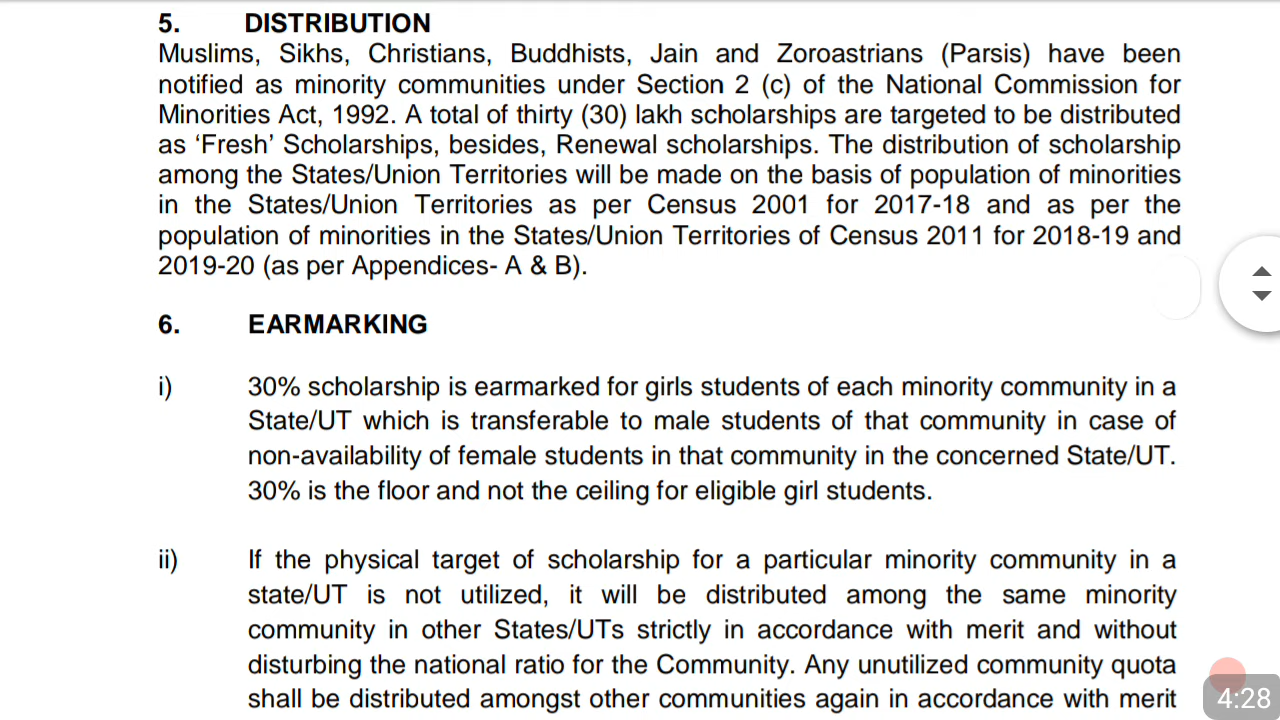 5. DISTRIBUTION
Muslims, Sikhs, Christians, Buddhists, Jain and Zoroastrians (Parsis) have been
notified as minority communities under Section 2 (c) of the National Commission for
Minorities Act, 1992. A total of thirty (30) lakh scholarships are targeted to be distributed
as ‘Fresh’ Scholarships, besides, Renewal scholarships. The distribution of scholarship
among the States/Union Territories will be made on the basis of population of minorities
in the States/Union Territories as per Census 2001 for 2017-18 and as per the
population of minorities in the States/Union Territories of Census 2011 for 2018-19 and
2019-20 (as per Appendices- A & B).
6. EARMARKING
i) 30% scholarship is earmarked for girls students of each minority community in a
State/UT which is transferable to male students of that community in case of
non-availability of female students in that community in the concerned State/UT.
30% is the floor and not the ceiling for eligible girl students.
ii) If the physical target of scholarship for a particular minority community in a
state/UT is not utilized, it will be distributed among the same minority
community in other States/UTs strictly in accordance with merit and without
disturbing the national ratio for the Community. Any unutilized community quota
shall be distributed amongst other communities again in accordance with merit
4:28